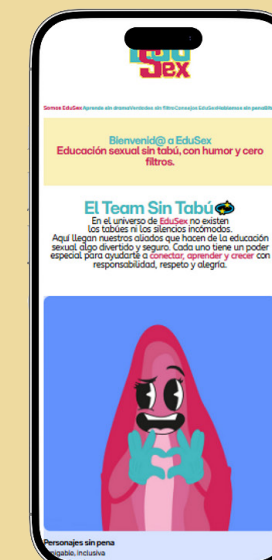 Edu
Sex
Somos EduSex Aprende sin drama Verdades sin filtro Consejos EduSex Hablemos sin pena
Bienvenid@ a EduSex
Educación sexual sin tabú, con humor y cero
filtros.
El Team Sin Tabú
En el universo de EduSex no existen
los tabúes ni los silencios incómodos.
Aquí llegan nuestros aliados que hacen de la educación
sexual algo divertido y seguro. Cada uno tiene un poder
especial para ayudarte a conectar, aprender y crecer con
responsabilidad, respeto y alegría.
Personajes sin pena
amigable, inclusiva